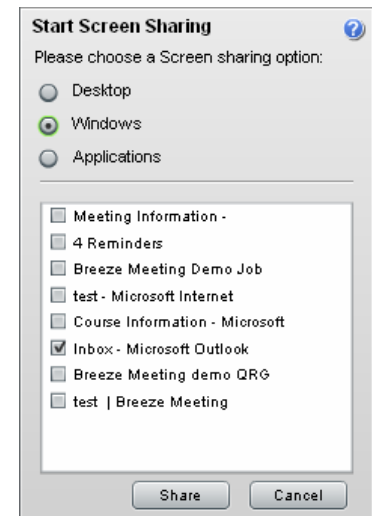 Start Screen Sharing
Please choose a Screen sharing option:
Desktop
Windows
Applications
Meeting Information -
4 Reminders
Breeze Meeting Demo Job
test - Microsoft Internet
Course Information - Microsoft
Inbox - Microsoft Outlook
Breeze Meeting demo QRG
test | Breeze Meeting
Share Cancel